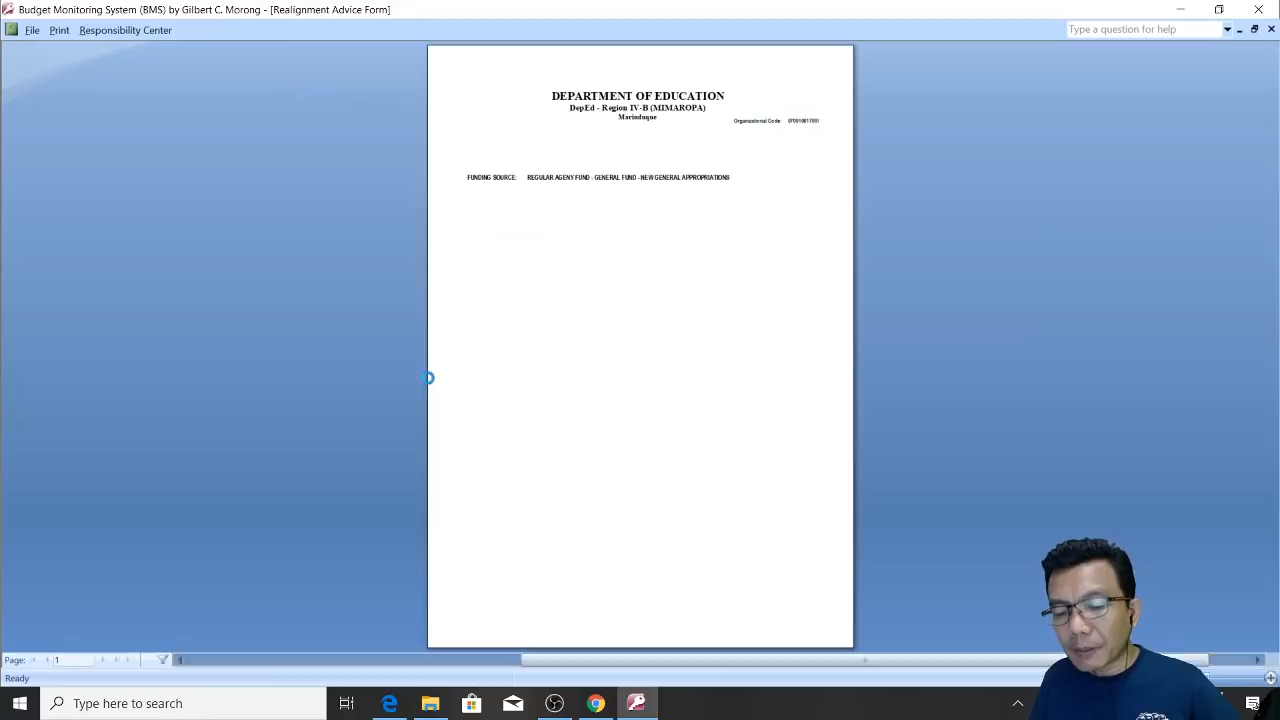 Budget Monitoring System (BMS) by Gilbert C. Morong - [Realignment Advice Form]
File Print Responsibility Center
Type a question for help
DEPARTMENT OF EDUCATION
DepEd - Region IV-B (MIMAROPA)
Marinduque
Organizational Code:
FUNDING SOURCE: REGULAR AGENY FUND - GENERAL FUND - NEW GENERAL APPROPRIATIONS
Page: 1
Ready
Type here to search